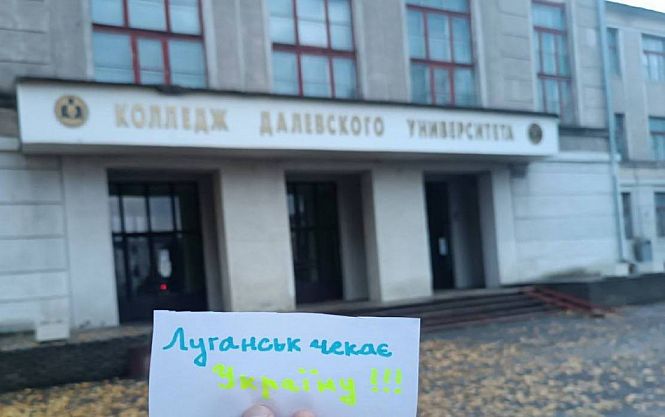 КОЛЛЕДЖ ДАЛЕВСКОГО УНИВЕРСИТЕТА
Луганськ чекає
Україну !!!